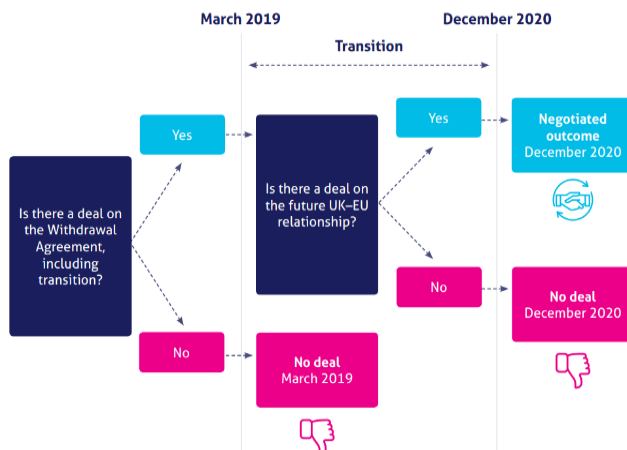 March 2019
December 2020
Transition
Is there a deal on
the Withdrawal
Agreement,
including
transition?
Yes
No
Is there a deal on
the future UK–EU
relationship?
No deal
March 2019
Yes
No
Negotiated
outcome
December 2020
No deal
December 2020